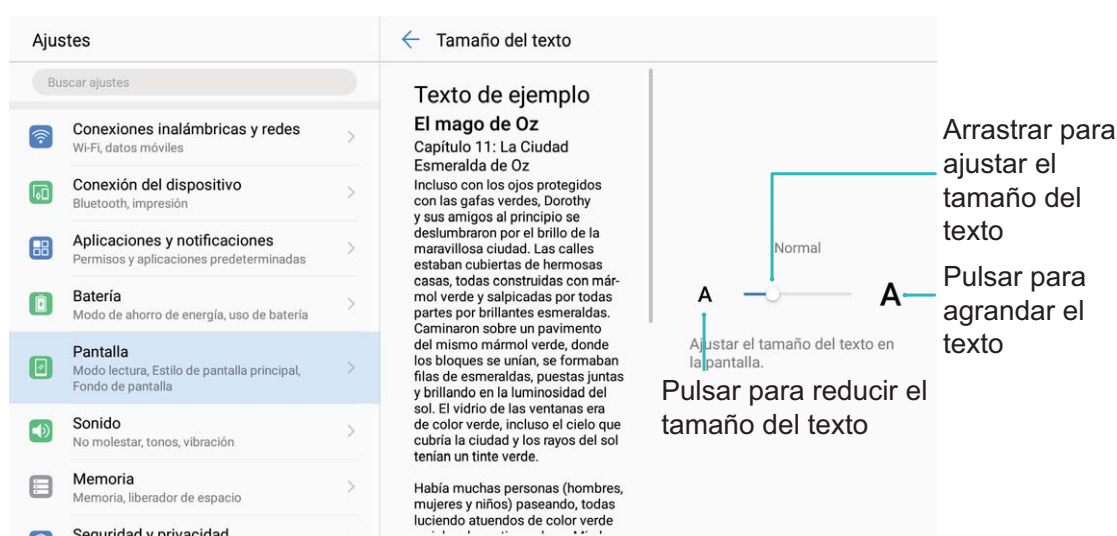 Ajustes
Buscar ajustes
Conexiones inalámbricas y redes
Wi-Fi, datos móviles
Conexión del dispositivo
Bluetooth, impresión
Aplicaciones y notificaciones
Permisos y aplicaciones predeterminadas
Batería
Modo de ahorro de energía, uso de batería
Pantalla
Modo lectura, Estilo de pantalla principal,
Fondo de pantalla
Sonido
No molestar, tonos, vibración
Memoria
Memoria, liberador de espacio
Seguridad y privacidad
Tamaño del texto
Texto de ejemplo
El mago de Oz
Capítulo 11: La Ciudad
Esmeralda de Oz
Incluso con los ojos protegidos
con las gafas verdes, Dorothy
y sus amigos al principio se
deslumbraron por el brillo de la
maravillosa ciudad. Las calles
estaban cubiertas de hermosas
casas, todas construidas con már-
mol verde y salpicadas por todas
partes por brillantes esmeraldas.
Caminaron sobre un pavimento
del mismo mármol verde, donde
los bloques se unían, se formaban
filas de esmeraldas, puestas juntas
y brillando en la luminosidad del
sol. El vidrio de las ventanas era
de color verde, incluso el cielo que
cubría la ciudad y los rayos del sol
tenían un tinte verde.
Había muchas personas (hombres,
mujeres y niños) paseando, todas
luciendo atuendos de color verde
Normal
A
A
Ajustar el tamaño del texto en
la pantalla.
Pulsar para reducir el
tamaño del texto
Arrastrar para
ajustar el
tamaño del
texto
Pulsar para
agrandar el
texto